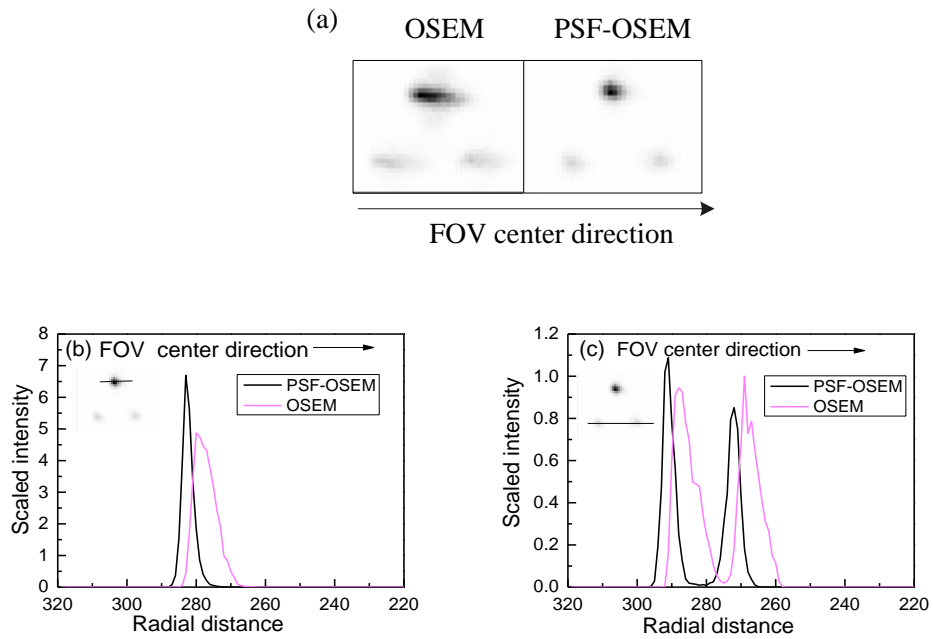 (a)
OSEM PSF-OSEM
FOV center direction
(b) FOV center direction
PSF-OSEM
OSEM
8
7
6
5
4
3
2
1
0
Scaled intensity
320 300 280 260 240 220
Radial distance
(c) FOV center direction
PSF-OSEM
OSEM
1.2
1.0
0.8
0.6
0.4
0.2
0.0
Scaled intensity
320 300 280 260 240 220
Radial distance